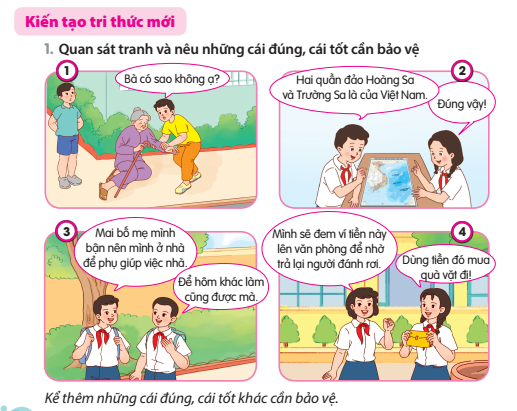 Kiến tạo tri thức mới
1. Quan sát tranh và nêu những cái đúng, cái tốt cần bảo vệ
1
Bà có sao không ạ?
2
Hai quần đảo Hoàng Sa
và Trường Sa là của Việt Nam.
Đúng vậy!
3
Mai bố mẹ mình
bận nên mình ở nhà
để phụ giúp việc nhà.
Để hôm khác làm
cũng được mà.
4
Mình sẽ đem ví tiền này
lên văn phòng để nhờ
trả lại người đánh rơi.
Dùng tiền đó mua
quà vặt đi!
Kể thêm những cái đúng, cái tốt khác cần bảo vệ.